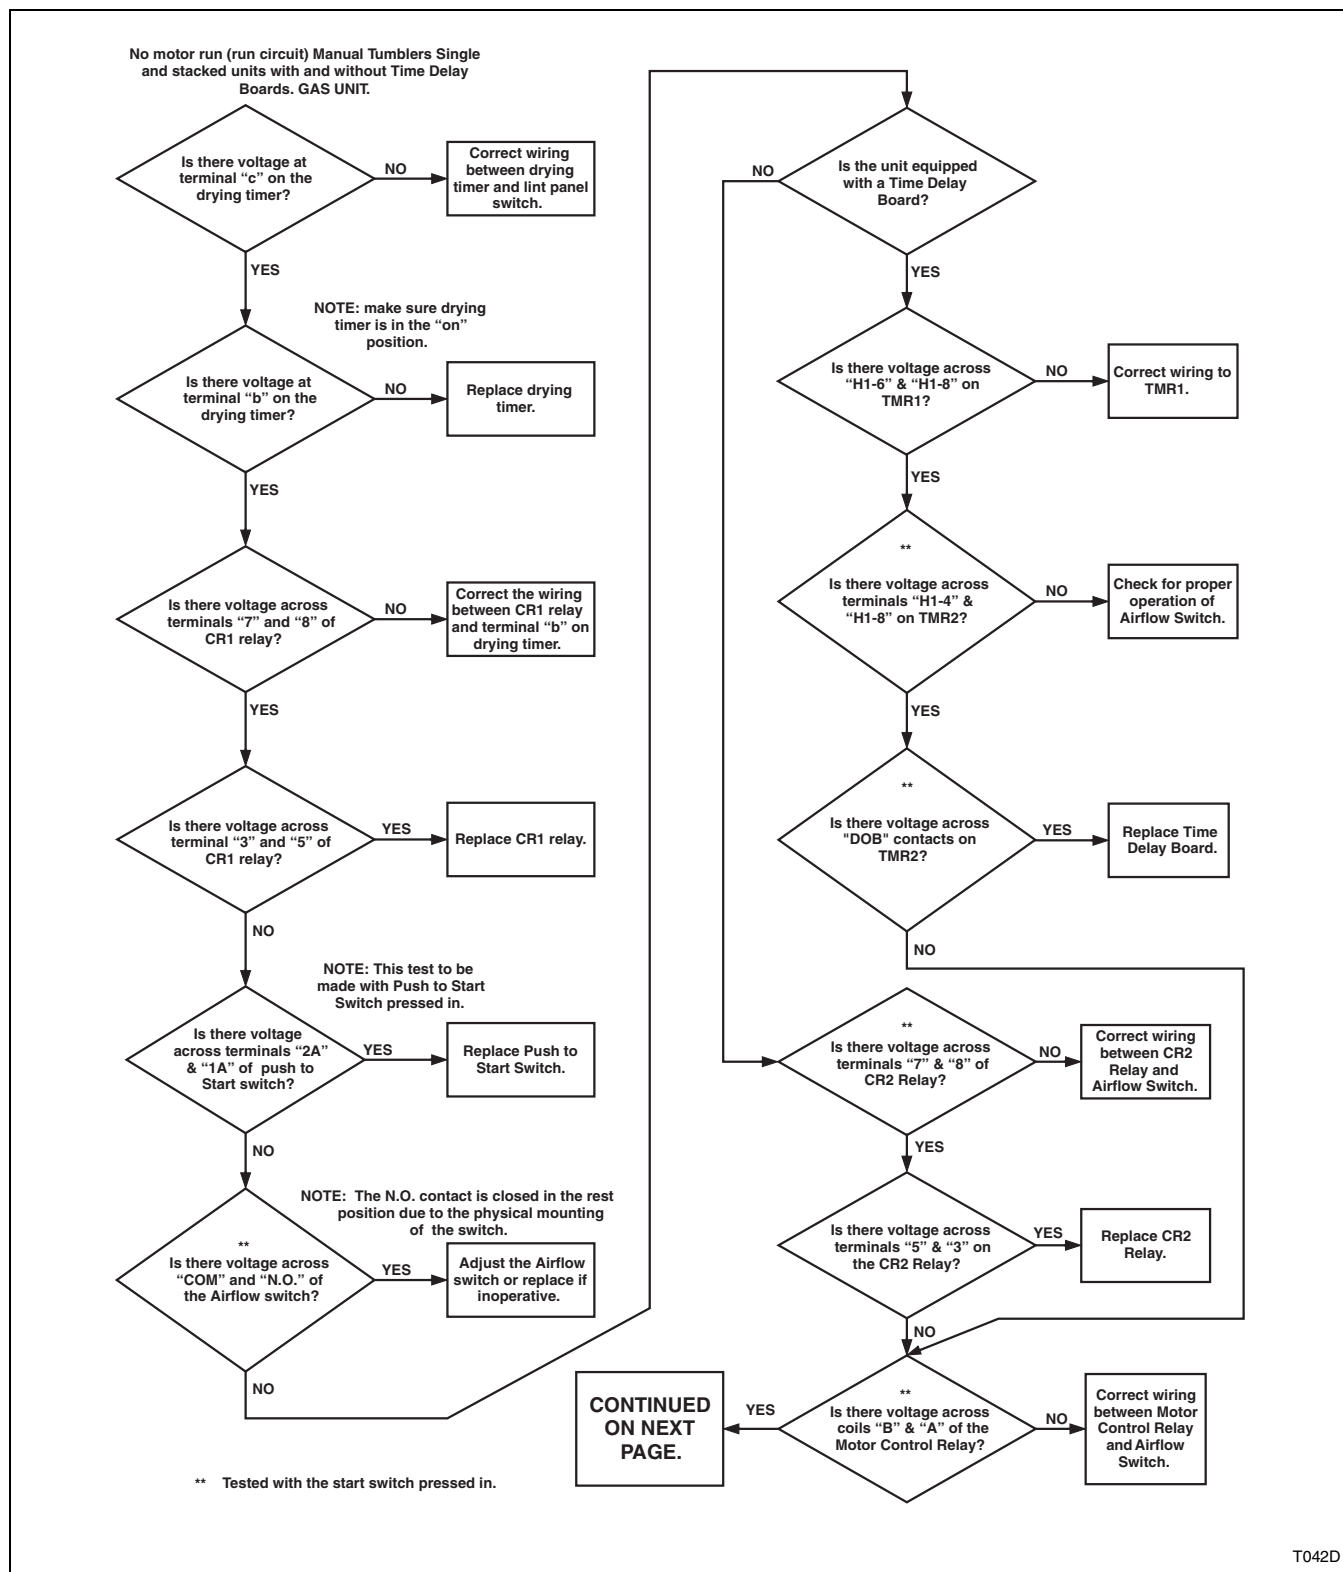 No motor run (run circuit) Manual Tumblers Single
and stacked units with and without Time Delay
Boards. GAS UNIT.
Is there voltage at
terminal “c” on the
drying timer?
NO
Correct wiring
between drying
timer and lint panel
switch.
YES
NOTE: make sure drying
timer is in the “on”
position.
Is there voltage at
terminal “b” on the
drying timer?
NO
Replace drying
timer.
YES
Is there voltage across
terminals “7” and “8” of
CR1 relay?
NO
Correct the wiring
between CR1 relay
and terminal “b” on
drying timer.
YES
Is there voltage across
terminal “3” and “5” of
CR1 relay?
YES
Replace CR1 relay.
NO
NOTE: This test to be
made with Push to Start
Switch pressed in.
Is there voltage
across terminals “2A”
& “1A” of push to
Start switch?
YES
Replace Push to
Start Switch.
NO
NOTE: The N.O. contact is closed in the rest
position due to the physical mounting
of the switch.
**
Is there voltage across
“COM” and “N.O.” of
the Airflow switch?
YES
Adjust the Airflow
switch or replace if
inoperative.
NO
** Tested with the start switch pressed in.
Is the unit equipped
with a Time Delay
Board?
NO
YES
Is there voltage across
“H1-6” & “H1-8” on
TMR1?
NO
Correct wiring to
TMR1.
YES
**
Is there voltage across
terminals “H1-4” &
“H1-8” on TMR2?
NO
Check for proper
operation of
Airflow Switch.
YES
**
Is there voltage across
"DOB" contacts on
TMR2?
YES
Replace Time
Delay Board.
NO
**
Is there voltage across
terminals “7” & “8” of
CR2 Relay?
NO
Correct wiring
between CR2
Relay and
Airflow Switch.
YES
Is there voltage across
terminals “5” & “3” on
the CR2 Relay?
YES
Replace CR2
Relay.
NO
**
Is there voltage across
coils “B” & “A” of the
Motor Control Relay?
NO
Correct wiring
between Motor
Control Relay
and Airflow
Switch.
YES
CONTINUED
ON NEXT
PAGE.
T042D